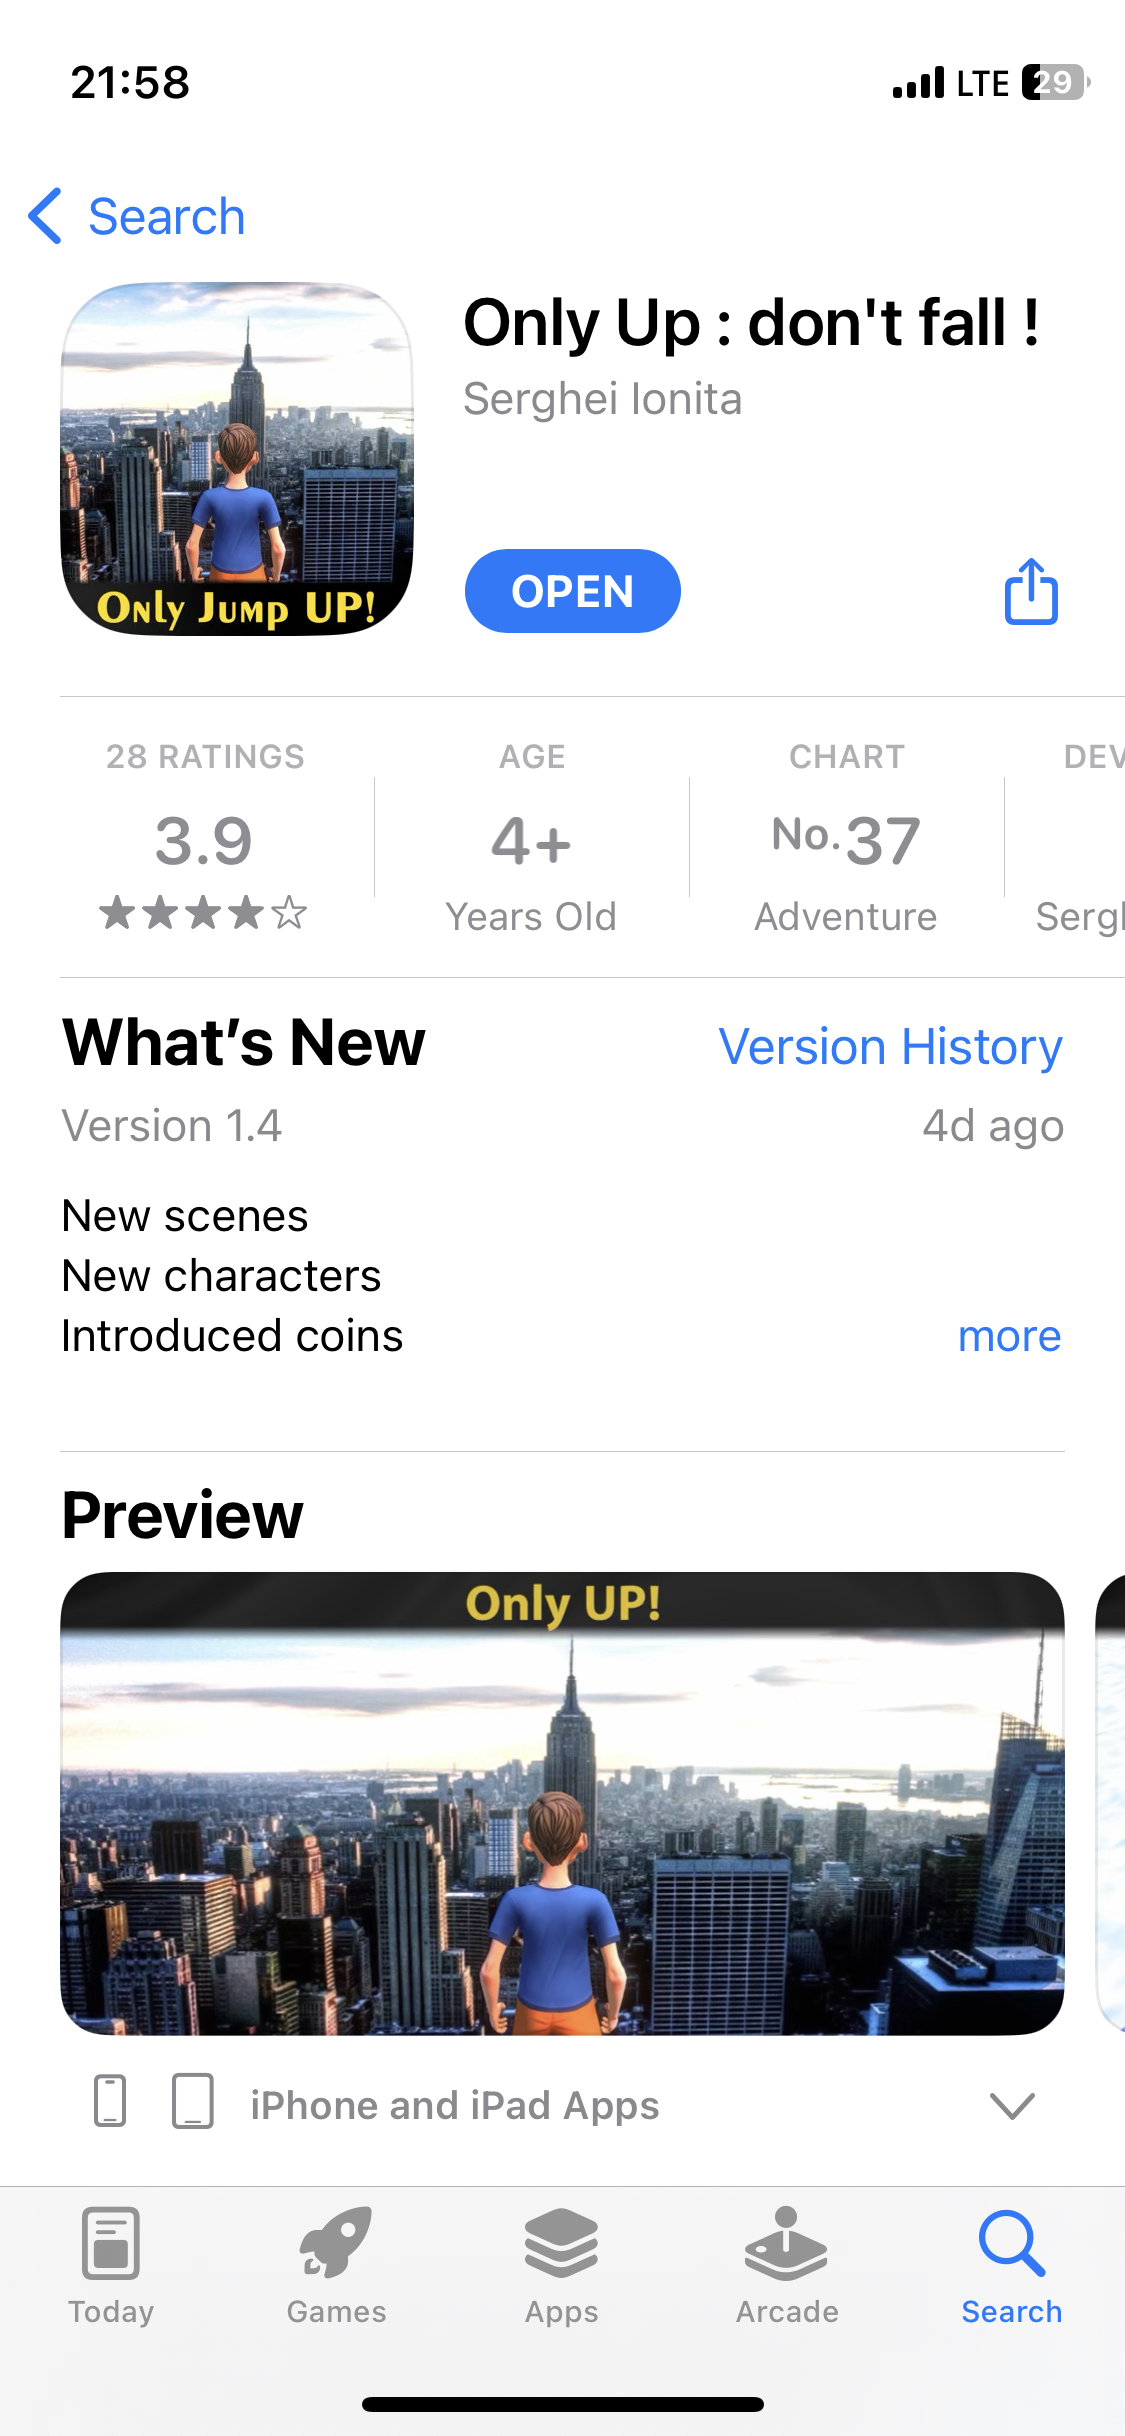 21:58
LTE 29
Search
Only Up : don't fall !
Serghei Ionita
Only Jump UP!
OPEN
28 RATINGS
3.9
AGE
4+
Years Old
CHART
No.37
Adventure
DEV
Sergh
What's New
Version History
Version 1.4
4d ago
New scenes
New characters
Introduced coins
more
Preview
Only UP!
iPhone and iPad Apps
Today
Games
Apps
Arcade
Search